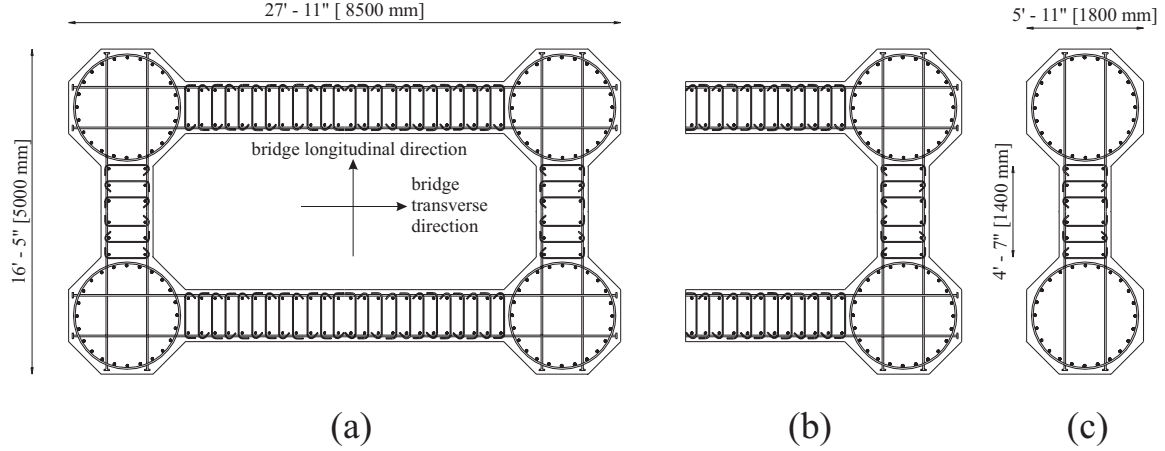 27' - 11" [ 8500 mm]
5' - 11" [1800 mm]
16' - 5" [5000 mm]
bridge longitudinal direction
bridge
transverse
direction
4' - 7" [1400 mm]
(a)
(b)
(c)